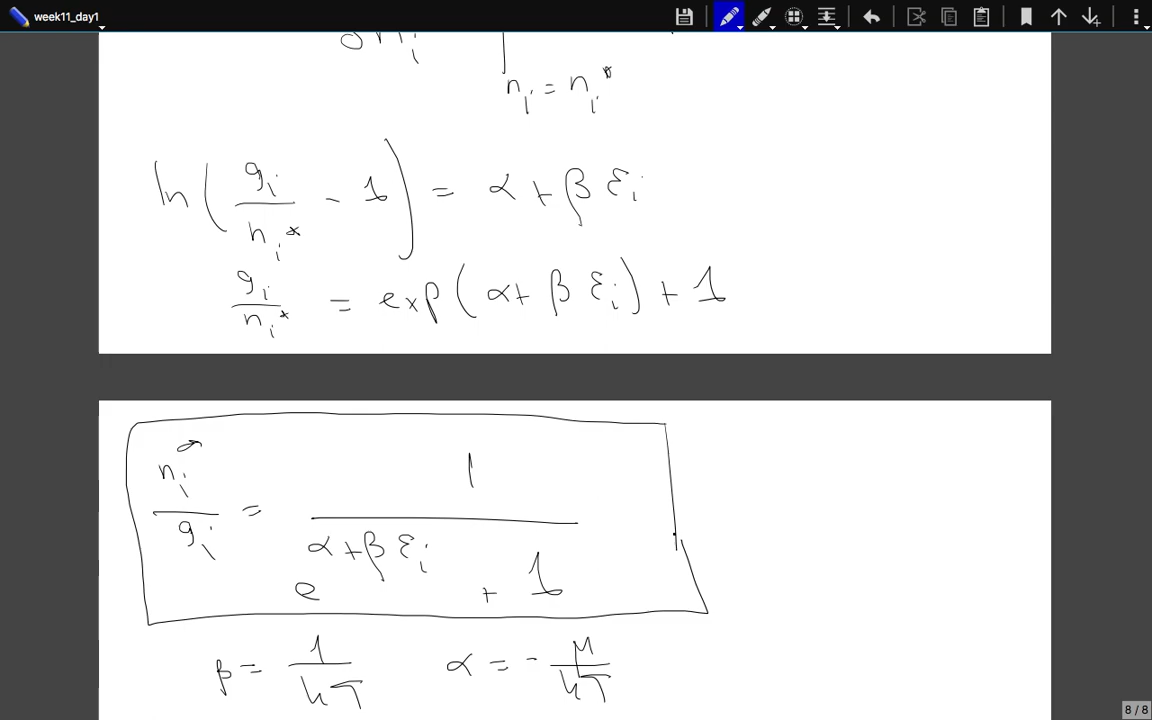 week11_day1
n_i = n_i*
ln(g_i/n_i* - 1) = α + β ε_i
g_i/n_i* = exp(α + β ε_i) + 1
n_i*/g_i = 1/(e^(α + β ε_i) + 1)
β = 1/kT α = - μ/kT
8 / 8